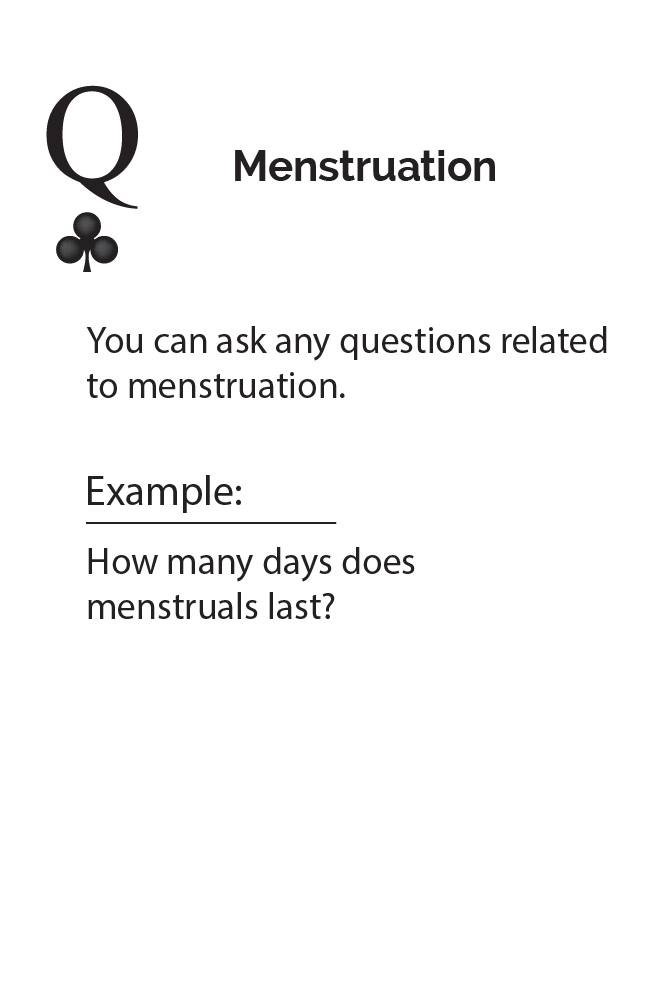 Q
Menstruation
You can ask any questions related
to menstruation.
Example:
How many days does
menstruals last?